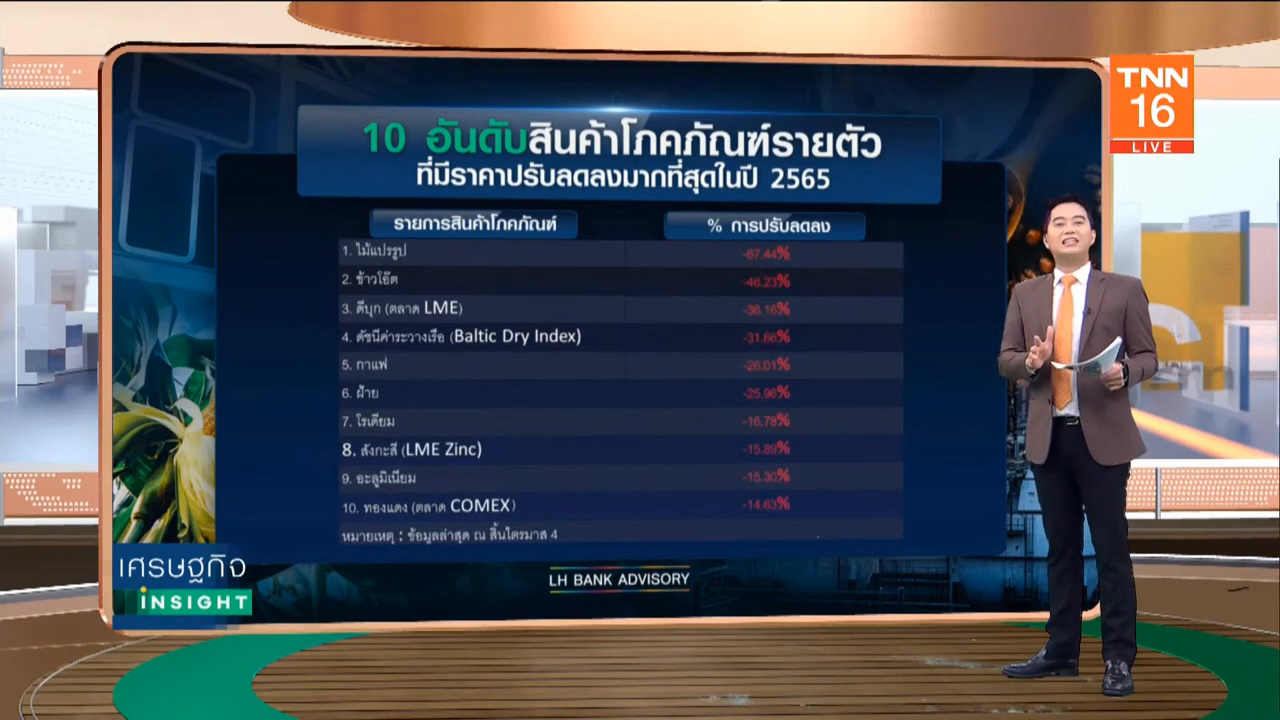 TNN
16
LIVE
10 อันดับสินค้าโภคภัณฑ์รายตัว
ที่มีราคาปรับลดลงมากที่สุดในปี 2565
รายการสินค้าโภคภัณฑ์ % การปรับลดลง
1. ไม้แปรรูป -67.44%
2. ข้าวโอ๊ต -46.23%
3. ดีบุก (ตลาด LME) -36.16%
4. ดัชนีค่าระวางเรือ (Baltic Dry Index) -31.66%
5. กาแฟ -26.01%
6. ฝ้าย -25.96%
7. โรเดียม -16.78%
8. สังกะสี (LME Zinc) -15.89%
9. อะลูมิเนียม -15.30%
10. ทองแดง (ตลาด COMEX) -14.63%
หมายเหตุ : ข้อมูลล่าสุด ณ สิ้นไตรมาส 4
เศรษฐกิจ
INSIGHT
LH BANK ADVISORY